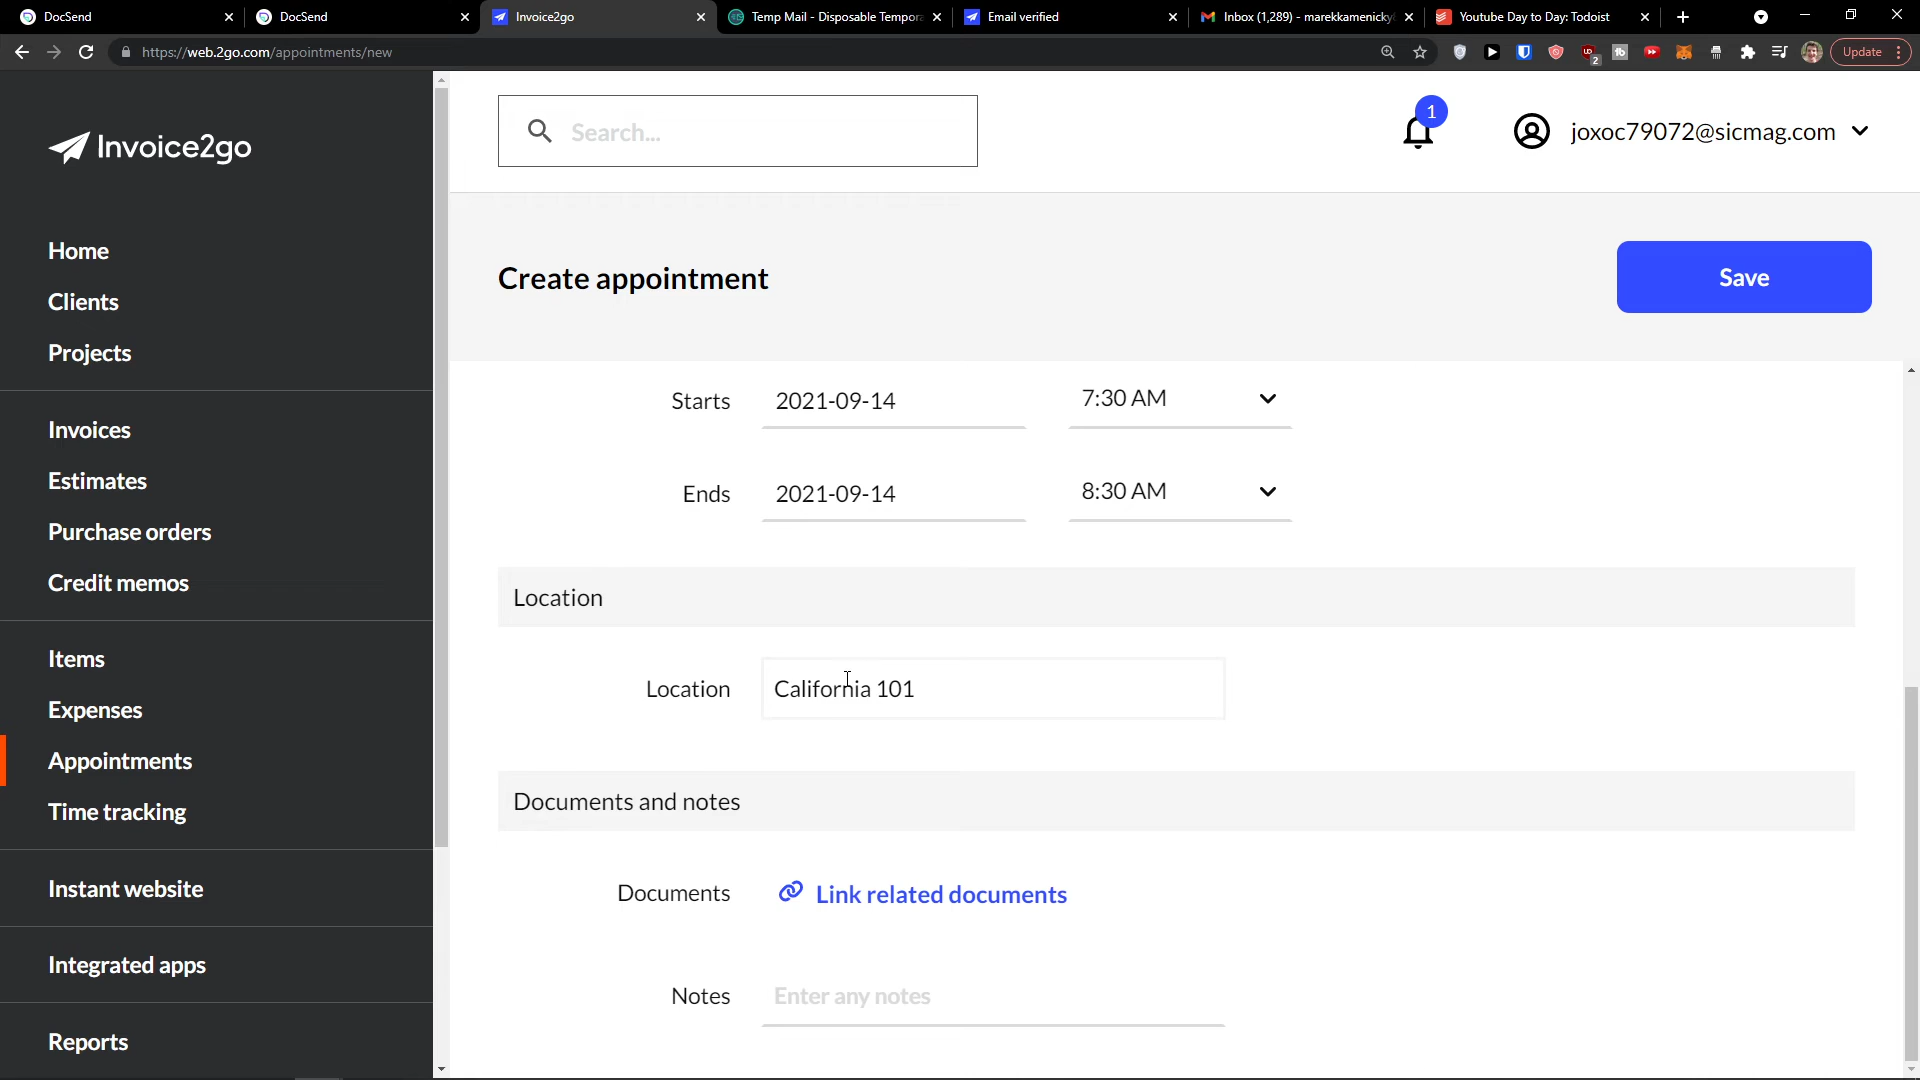 DocSend
DocSend
Invoice2go
Temp Mail - Disposable Tempora
Email verified
Inbox (1,289) - marekkamenicky
Youtube Day to Day: Todoist
https://web.2go.com/appointments/new
2
Update
Invoice2go
Search...
1
joxoc79072@sicmag.com
Home
Clients
Projects
Invoices
Estimates
Purchase orders
Credit memos
Items
Expenses
Appointments
Time tracking
Instant website
Integrated apps
Reports
Create appointment
Save
Starts 2021-09-14 7:30 AM
Ends 2021-09-14 8:30 AM
Location
Location California 101
Documents and notes
Documents Link related documents
Notes Enter any notes